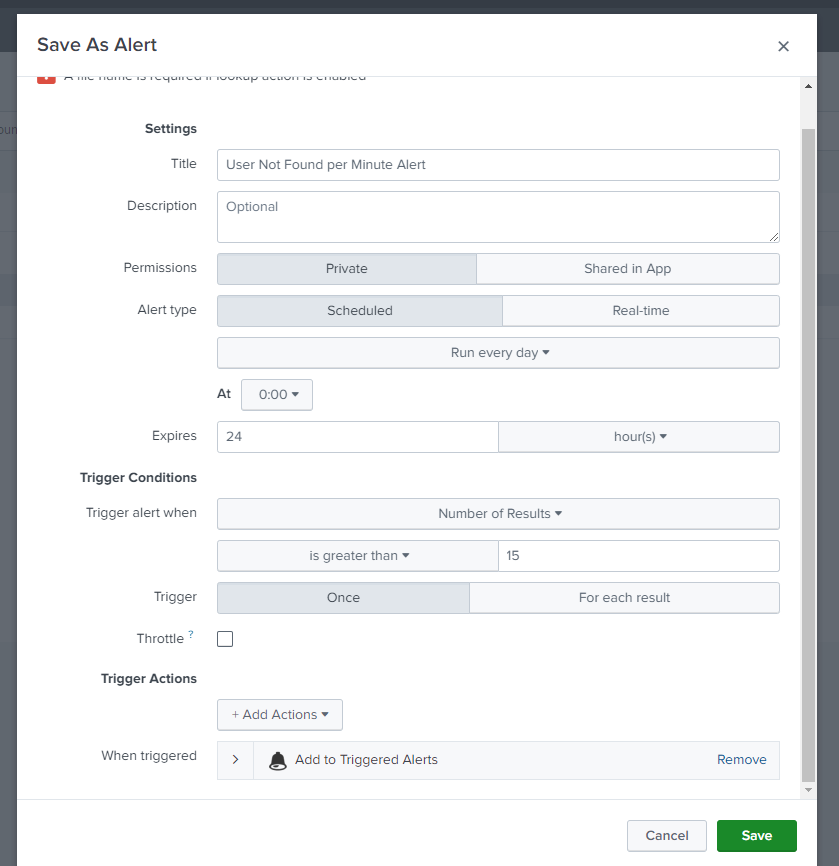 Save As Alert
A file name is required if lookup action is enabled
Settings
Title User Not Found per Minute Alert
Description Optional
Permissions Private Shared in App
Alert type Scheduled Real-time
Run every day
At 0:00
Expires 24 hour(s)
Trigger Conditions
Trigger alert when Number of Results
is greater than 15
Trigger Once For each result
Throttle ?
Trigger Actions
+ Add Actions
When triggered Add to Triggered Alerts Remove
Cancel Save